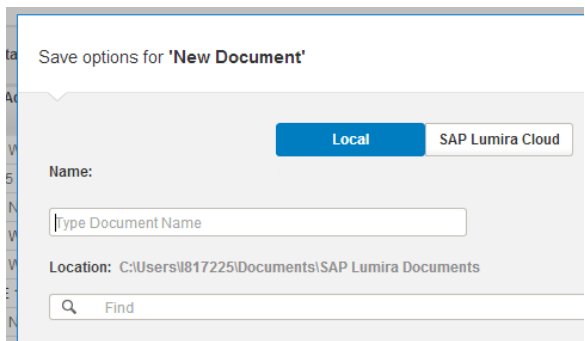 Save options for 'New Document'
Local
SAP Lumira Cloud
Name:
Type Document Name
Location: C:\Users\I817225\Documents\SAP Lumira Documents
Find